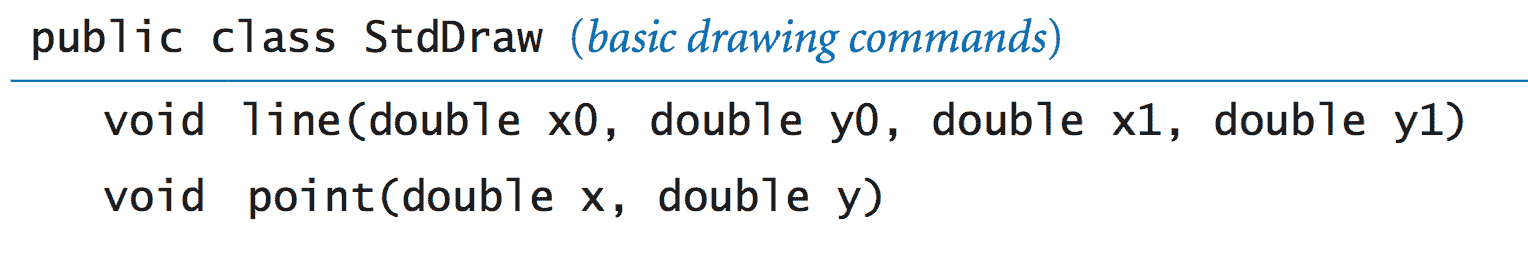 public class StdDraw (basic drawing commands)
void line(double x0, double y0, double x1, double y1)
void point(double x, double y)